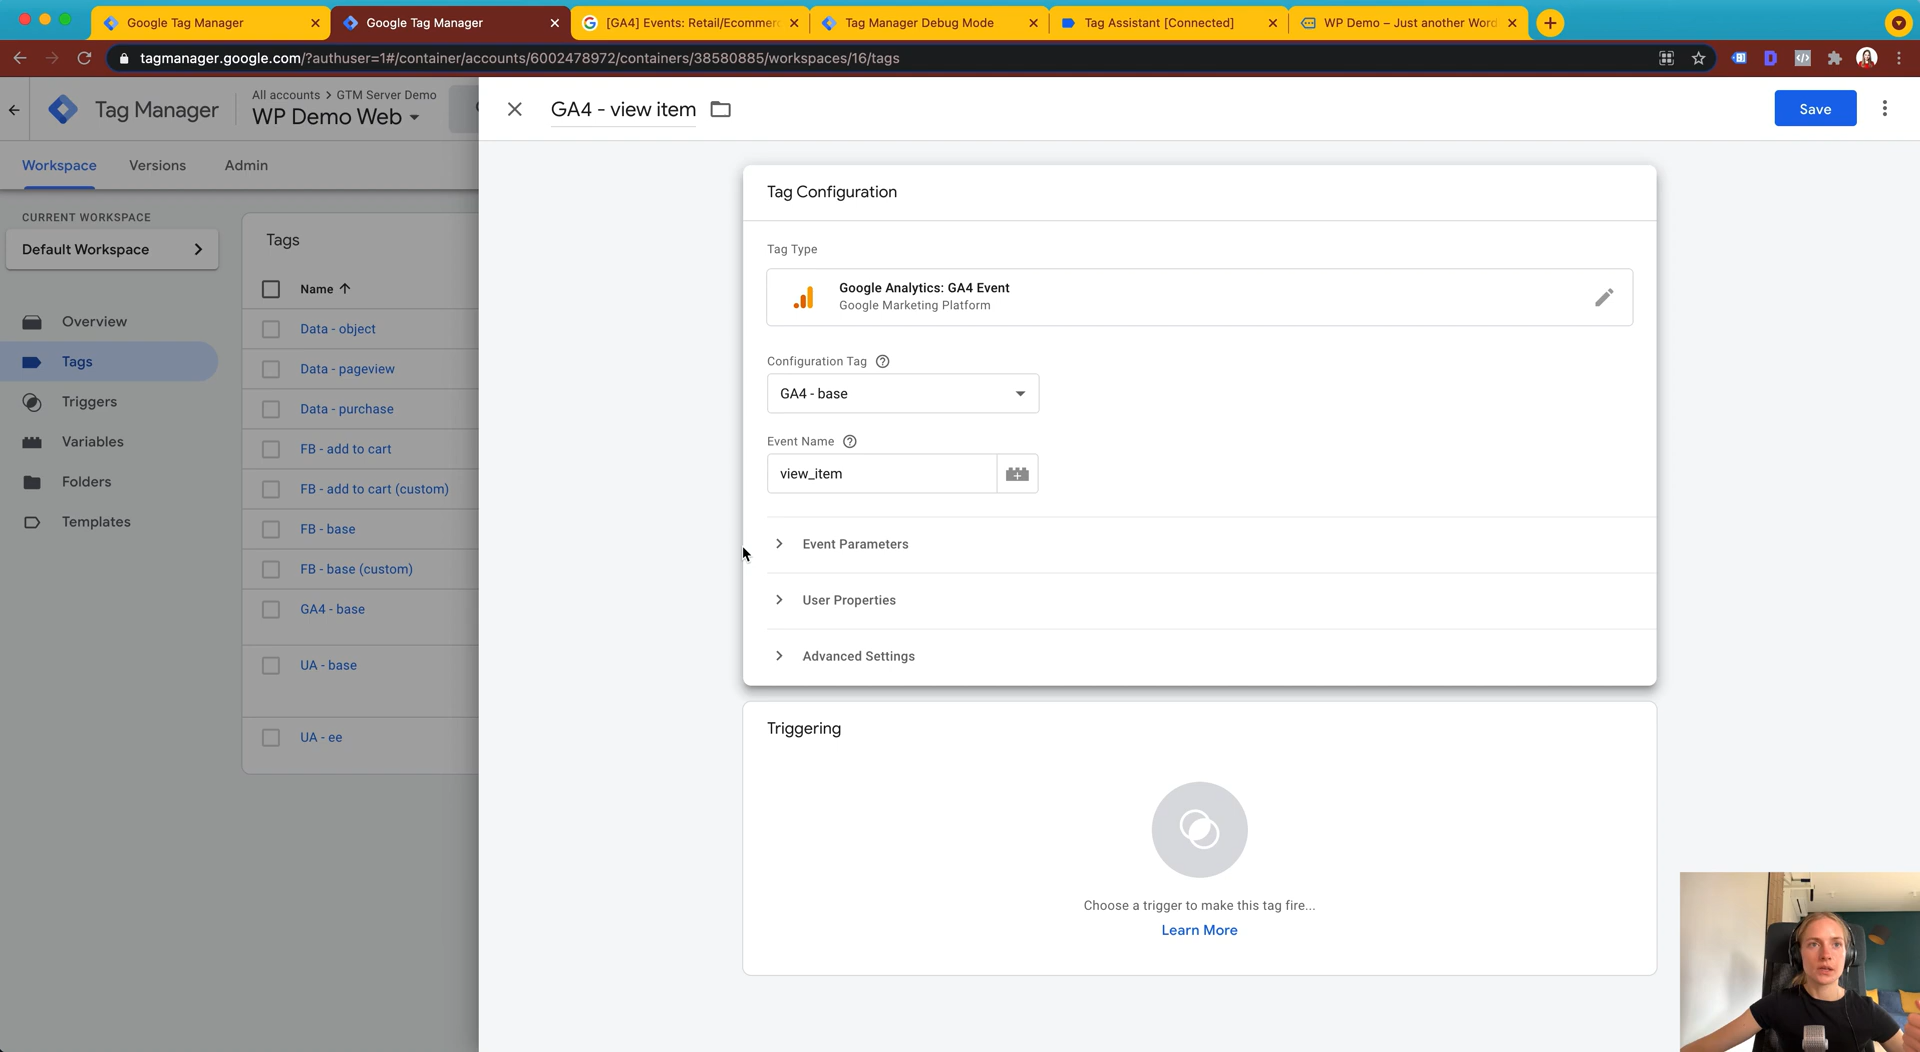 Google Tag Manager
Google Tag Manager
[GA4] Events: Retail/Ecommerc
Tag Manager Debug Mode
Tag Assistant [Connected]
WP Demo – Just another Word
tagmanager.google.com/?authuser=1#/container/accounts/6002478972/containers/38580885/workspaces/16/tags
Tag Manager
All accounts > GTM Server Demo
WP Demo Web
Workspace
Versions
Admin
CURRENT WORKSPACE
Default Workspace
Overview
Tags
Triggers
Variables
Folders
Templates
Tags
Name
Data - object
Data - pageview
Data - purchase
FB - add to cart
FB - add to cart (custom)
FB - base
FB - base (custom)
GA4 - base
UA - base
UA - ee
GA4 - view item
Save
Tag Configuration
Tag Type
Google Analytics: GA4 Event
Google Marketing Platform
Configuration Tag
GA4 - base
Event Name
view_item
Event Parameters
User Properties
Advanced Settings
Triggering
Choose a trigger to make this tag fire...
Learn More